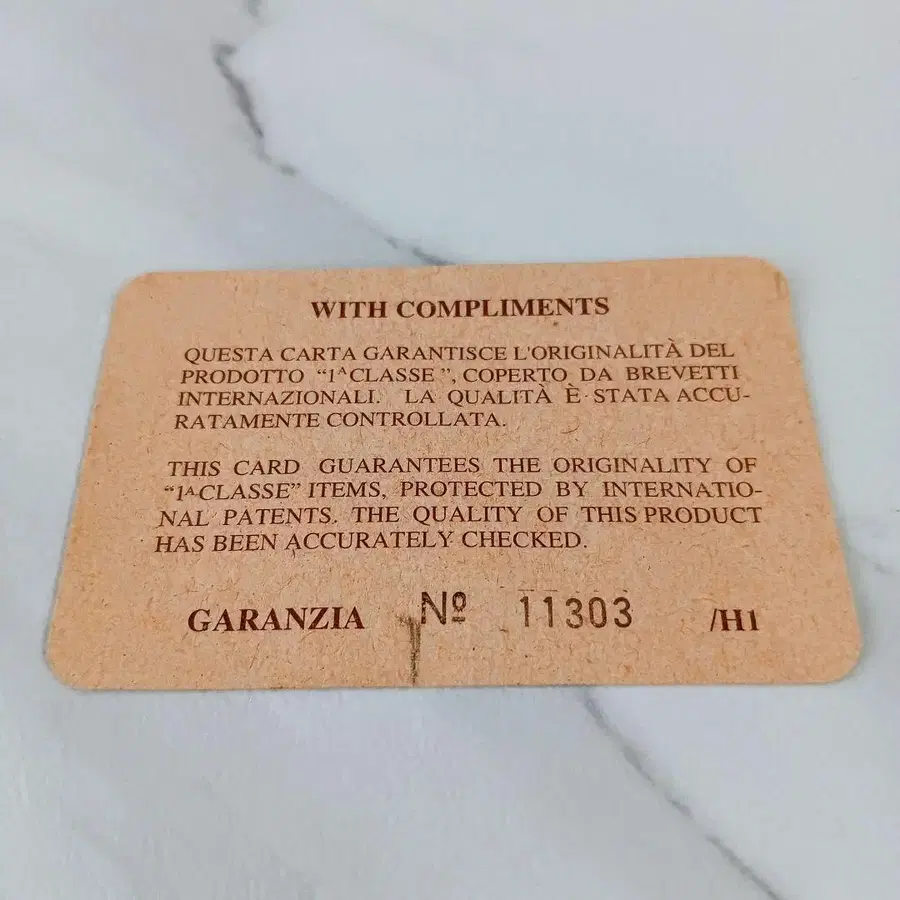 WITH COMPLIMENTS
QUESTA CARTA GARANTISCE L'ORIGINALITÀ DEL
PRODOTTO “1ᴬCLASSE”, COPERTO DA BREVETTI
INTERNAZIONALI. LA QUALITÀ È STATA ACCU-
RATAMENTE CONTROLLATA.
THIS CARD GUARANTEES THE ORIGINALITY OF
“1ᴬCLASSE” ITEMS, PROTECTED BY INTERNATIO-
NAL PATENTS. THE QUALITY OF THIS PRODUCT
HAS BEEN ACCURATELY CHECKED.
GARANZIA Nº 11303 /H1